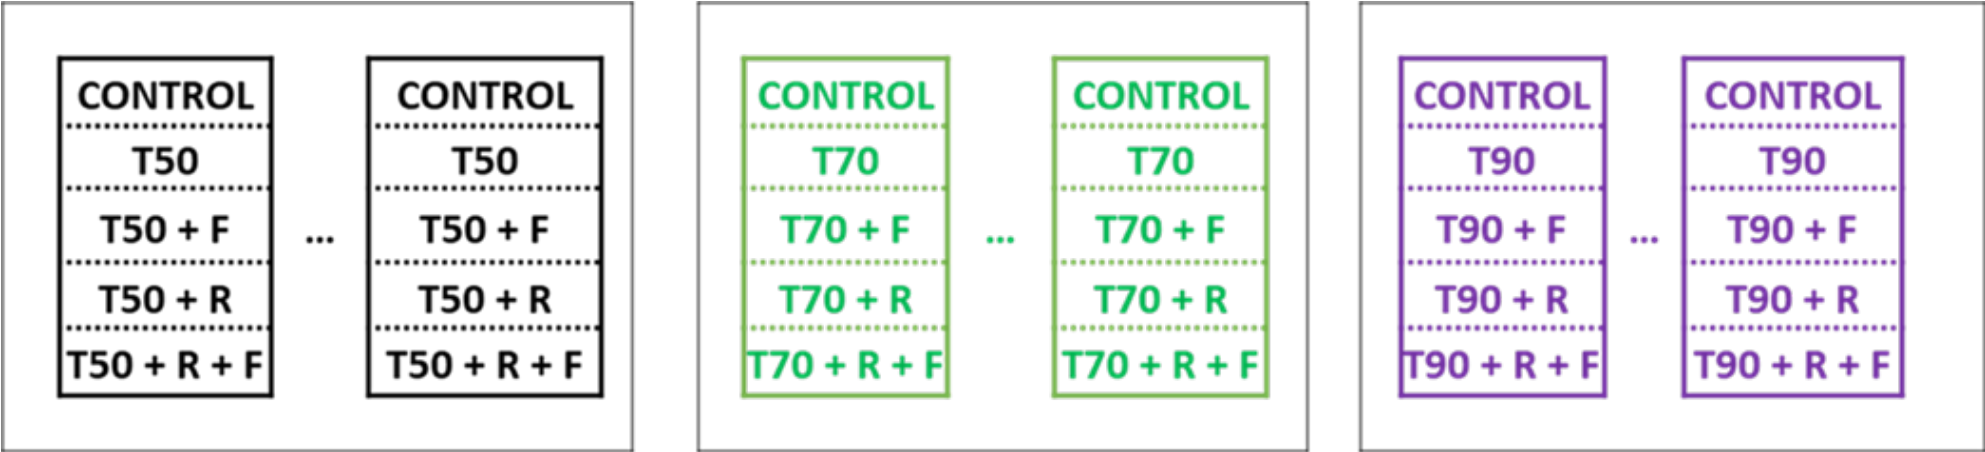 CONTROL
T50
T50 + F
T50 + R
T50 + R + F
...
CONTROL
T50
T50 + F
T50 + R
T50 + R + F
CONTROL
T70
T70 + F
T70 + R
T70 + R + F
...
CONTROL
T70
T70 + F
T70 + R
T70 + R + F
CONTROL
T90
T90 + F
T90 + R
T90 + R + F
...
CONTROL
T90
T90 + F
T90 + R
T90 + R + F